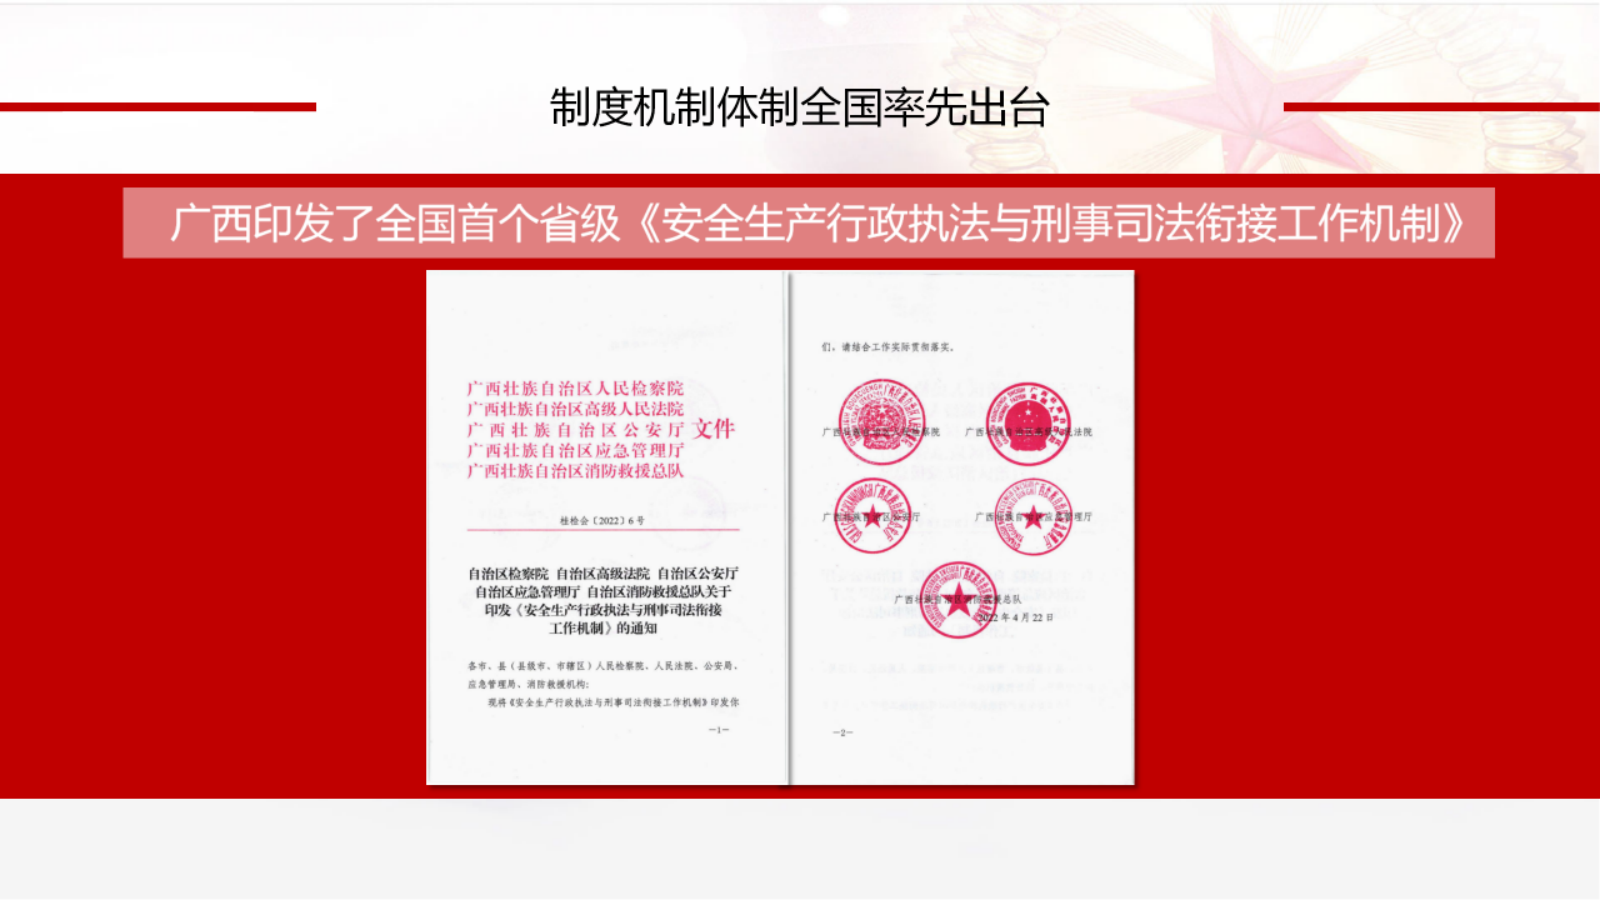 制度机制体制全国率先出台
广西印发了全国首个省级《安全生产行政执法与刑事司法衔接工作机制》
广西壮族自治区人民检察院
广西壮族自治区高级人民法院
广西壮族自治区公安厅 文件
广西壮族自治区应急管理厅
广西壮族自治区消防救援总队
桂检会〔2022〕6号
自治区检察院 自治区高级法院 自治区公安厅
自治区应急管理厅 自治区消防救援总队关于
印发《安全生产行政执法与刑事司法衔接
工作机制》的通知
各市、县（县级市、市辖区）人民检察院、人民法院、公安局、
应急管理局、消防救援机构：
现将《安全生产行政执法与刑事司法衔接工作机制》印发你
—1—
们，请结合工作实际贯彻落实。
广西壮族自治区人民检察院 广西壮族自治区高级人民法院
广西壮族自治区公安厅 广西壮族自治区应急管理厅
广西壮族自治区消防救援总队
2022年4月22日
—2—